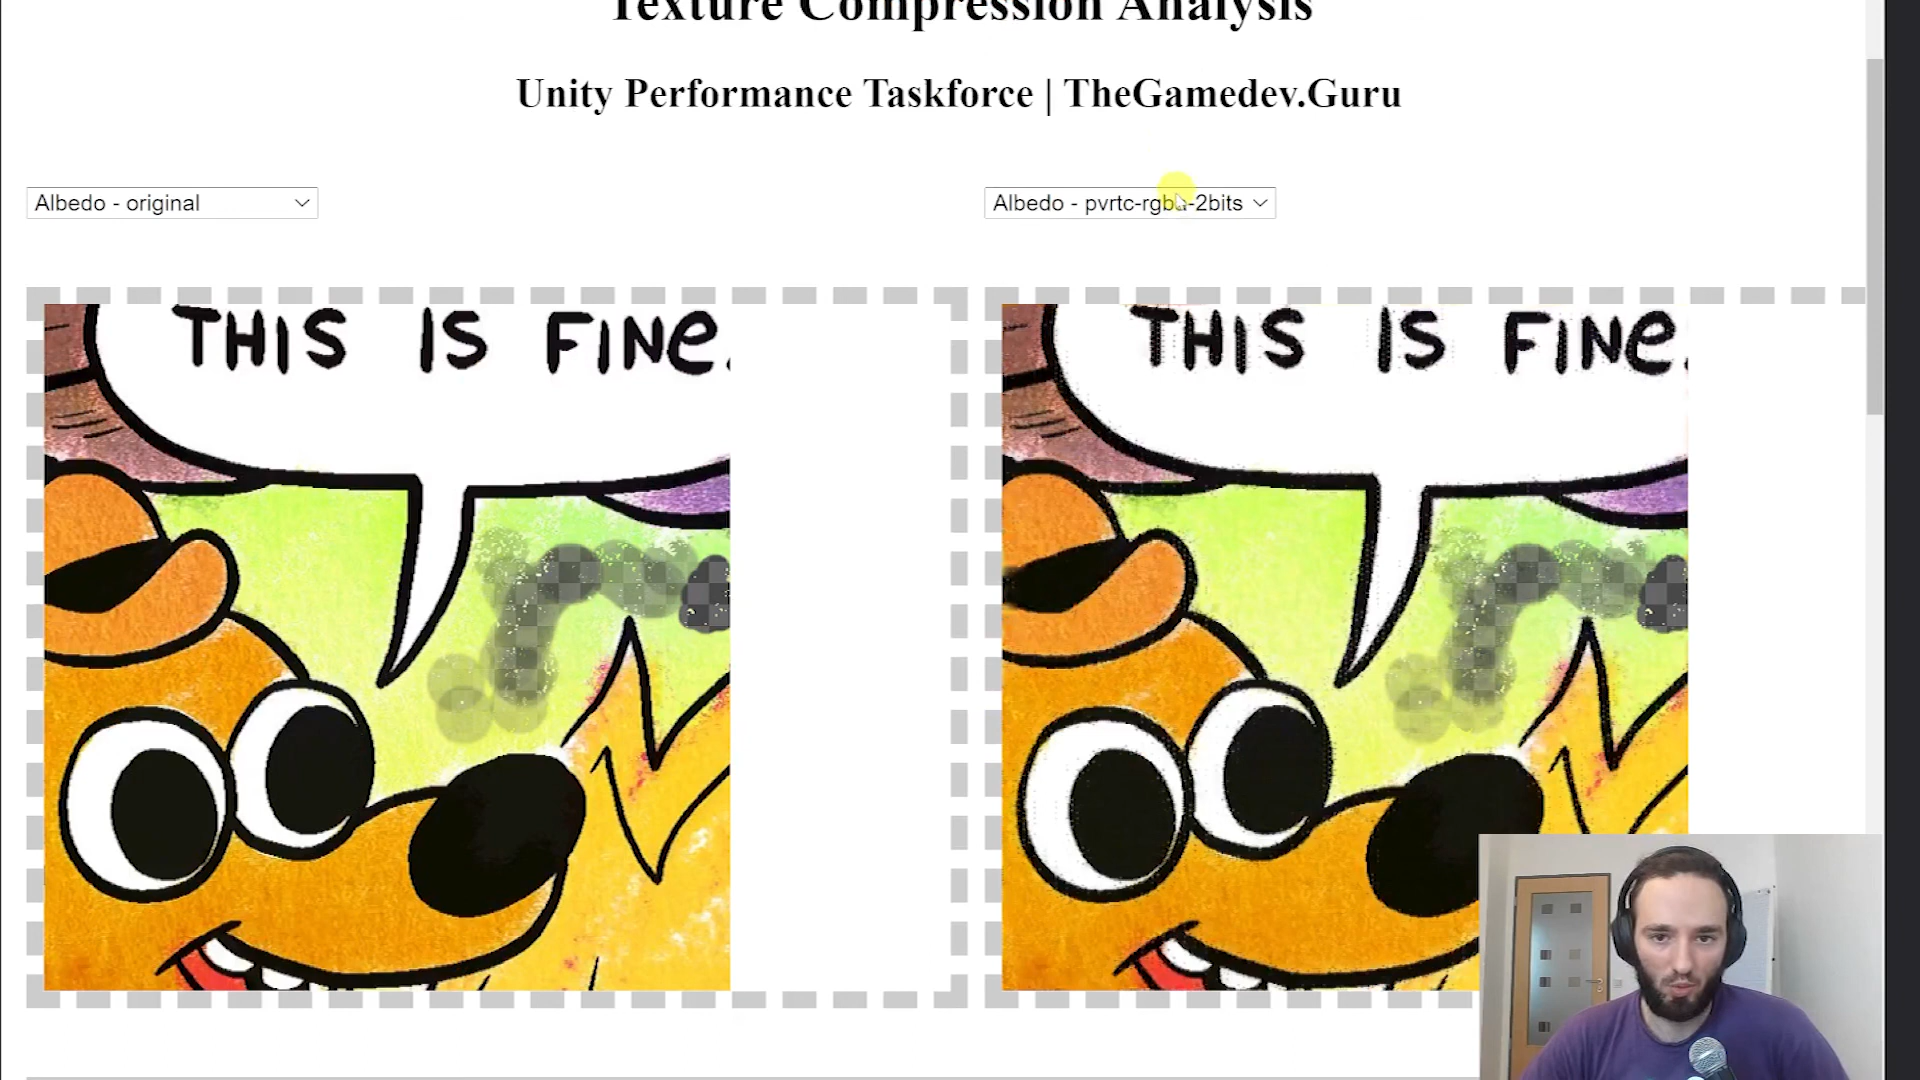 Texture Compression Analysis
Unity Performance Taskforce | TheGamedev.Guru
Albedo - original
Albedo - pvrtc-rgba-2bits
THIS IS FINE.
THIS IS FINE.